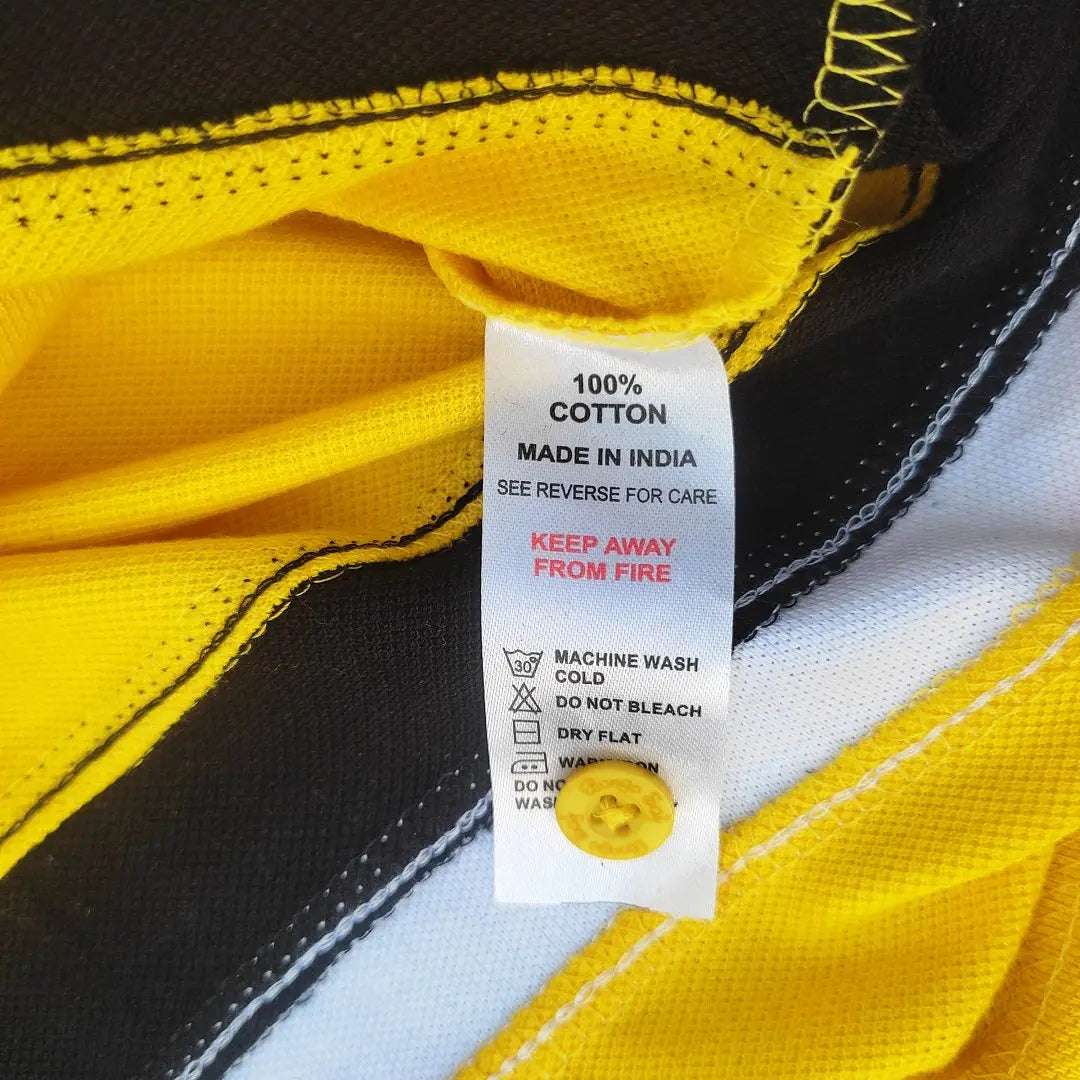 100%
COTTON
MADE IN INDIA
SEE REVERSE FOR CARE
KEEP AWAY
FROM FIRE
30°
MACHINE WASH
COLD
DO NOT BLEACH
DRY FLAT
DO